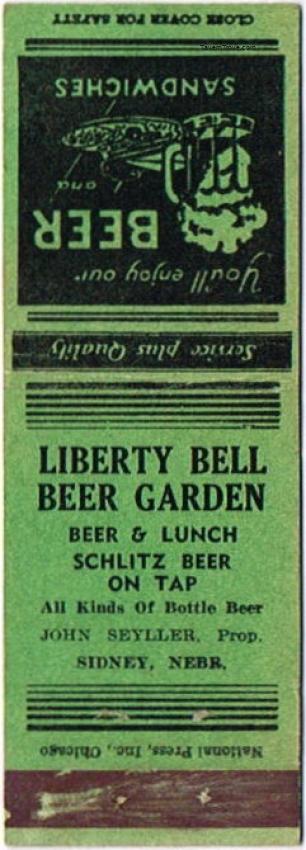 CLOSE COVER FOR SAFETY
You'll enjoy our
BEER
and
SANDWICHES
Service plus Quality
LIBERTY BELL
BEER GARDEN
BEER & LUNCH
SCHLITZ BEER
ON TAP
All Kinds Of Bottle Beer
JOHN SEYLLER, Prop.
SIDNEY, NEBR.
National Press, Inc., Chicago